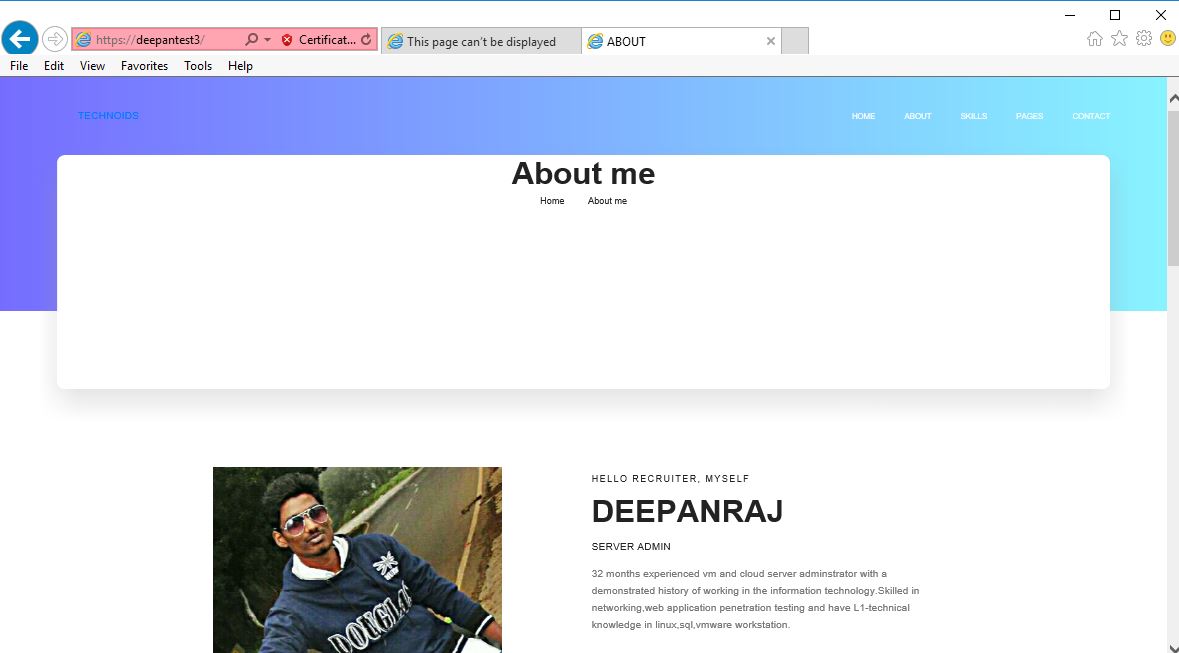 https://deepantest3/
Certificat...
This page can't be displayed
ABOUT
File Edit View Favorites Tools Help
TECHNOIDS
HOME ABOUT SKILLS PAGES CONTACT
About me
Home About me
HELLO RECRUITER, MYSELF
DEEPANRAJ
SERVER ADMIN
32 months experienced vm and cloud server adminstrator with a
demonstrated history of working in the information technology.Skilled in
networking,web application penetration testing and have L1-technical
knowledge in linux,sql,vmware workstation.
DOUGLAS